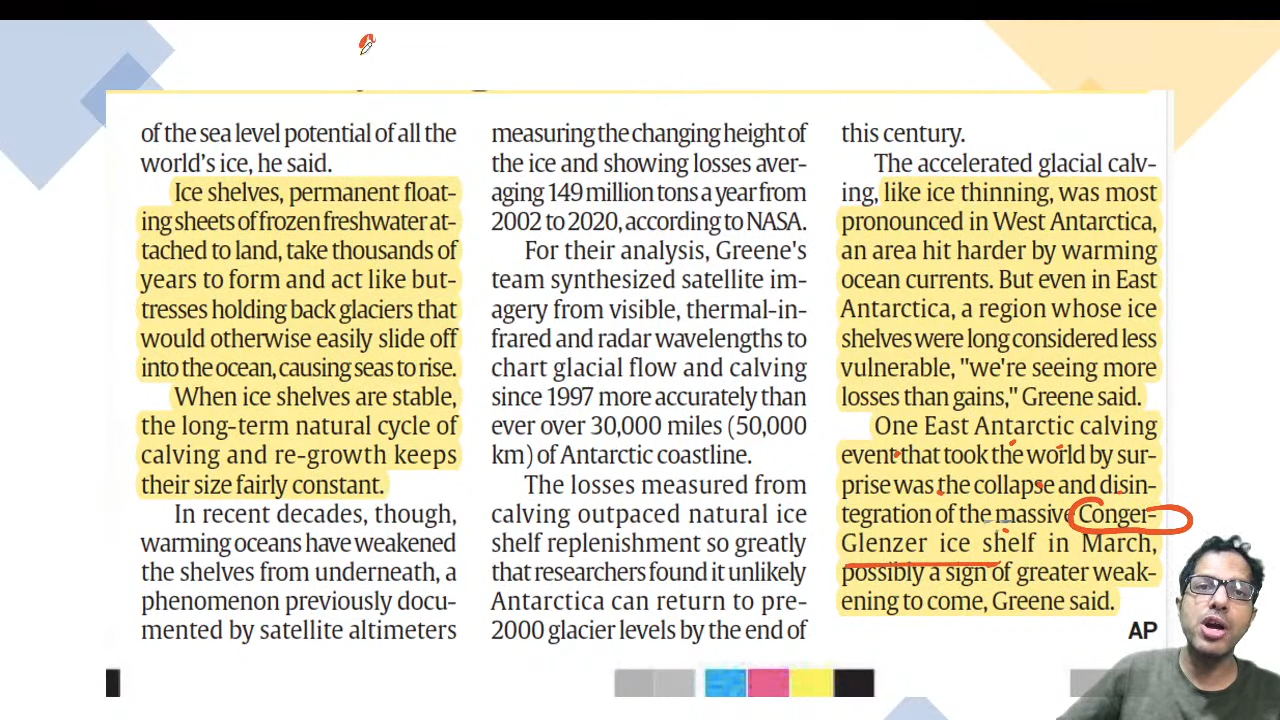 of the sea level potential of all the
world's ice, he said.
Ice shelves, permanent float-
ing sheets of frozen freshwater at-
tached to land, take thousands of
years to form and act like but-
tresses holding back glaciers that
would otherwise easily slide off
into the ocean, causing seas to rise.
When ice shelves are stable,
the long-term natural cycle of
calving and re-growth keeps
their size fairly constant.
In recent decades, though,
warming oceans have weakened
the shelves from underneath, a
phenomenon previously docu-
mented by satellite altimeters
measuring the changing height of
the ice and showing losses aver-
aging 149 million tons a year from
2002 to 2020, according to NASA.
For their analysis, Greene's
team synthesized satellite im-
agery from visible, thermal-in-
frared and radar wavelengths to
chart glacial flow and calving
since 1997 more accurately than
ever over 30,000 miles (50,000
km) of Antarctic coastline.
The losses measured from
calving outpaced natural ice
shelf replenishment so greatly
that researchers found it unlikely
Antarctica can return to pre-
2000 glacier levels by the end of
this century.
The accelerated glacial calv-
ing, like ice thinning, was most
pronounced in West Antarctica,
an area hit harder by warming
ocean currents. But even in East
Antarctica, a region whose ice
shelves were long considered less
vulnerable, "we're seeing more
losses than gains," Greene said.
One East Antarctic calving
event that took the world by sur-
prise was the collapse and disin-
tegration of the massive Conger-
Glenzer ice shelf in March,
possibly a sign of greater weak-
ening to come, Greene said.
AP